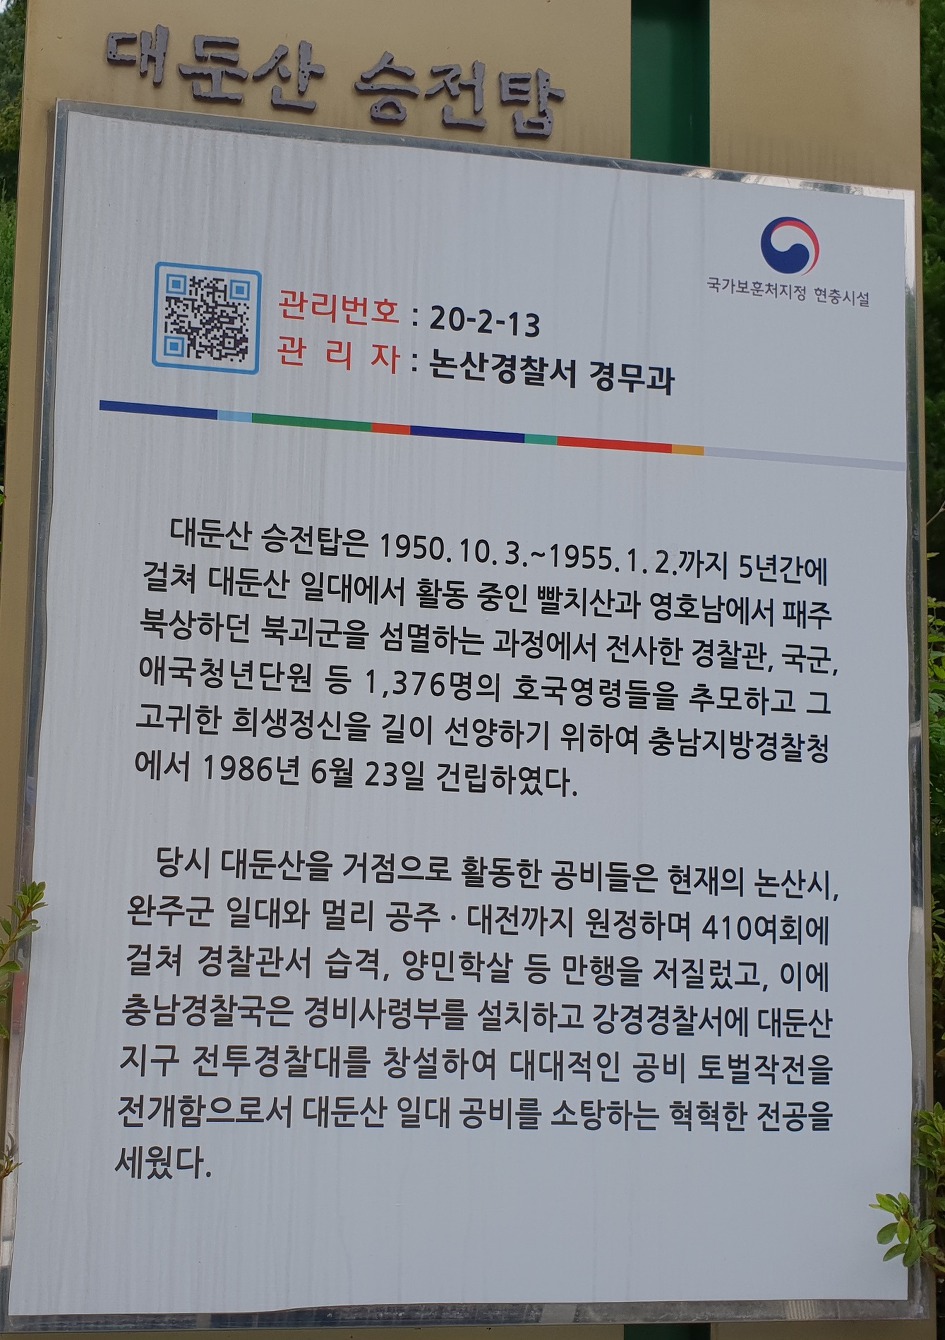 대둔산 승전탑
국가보훈처지정 현충시설
관리번호 : 20-2-13
관 리 자 : 논산경찰서 경무과
대둔산 승전탑은 1950. 10. 3.~1955. 1. 2.까지 5년간에
걸쳐 대둔산 일대에서 활동 중인 빨치산과 영호남에서 패주
북상하던 북괴군을 섬멸하는 과정에서 전사한 경찰관, 국군,
애국청년단원 등 1,376명의 호국영령들을 추모하고 그
고귀한 희생정신을 길이 선양하기 위하여 충남지방경찰청
에서 1986년 6월 23일 건립하였다.
당시 대둔산을 거점으로 활동한 공비들은 현재의 논산시,
완주군 일대와 멀리 공주 · 대전까지 원정하며 410여회에
걸쳐 경찰관서 습격, 양민학살 등 만행을 저질렀고, 이에
충남경찰국은 경비사령부를 설치하고 강경경찰서에 대둔산
지구 전투경찰대를 창설하여 대대적인 공비 토벌작전을
전개함으로서 대둔산 일대 공비를 소탕하는 혁혁한 전공을
세웠다.